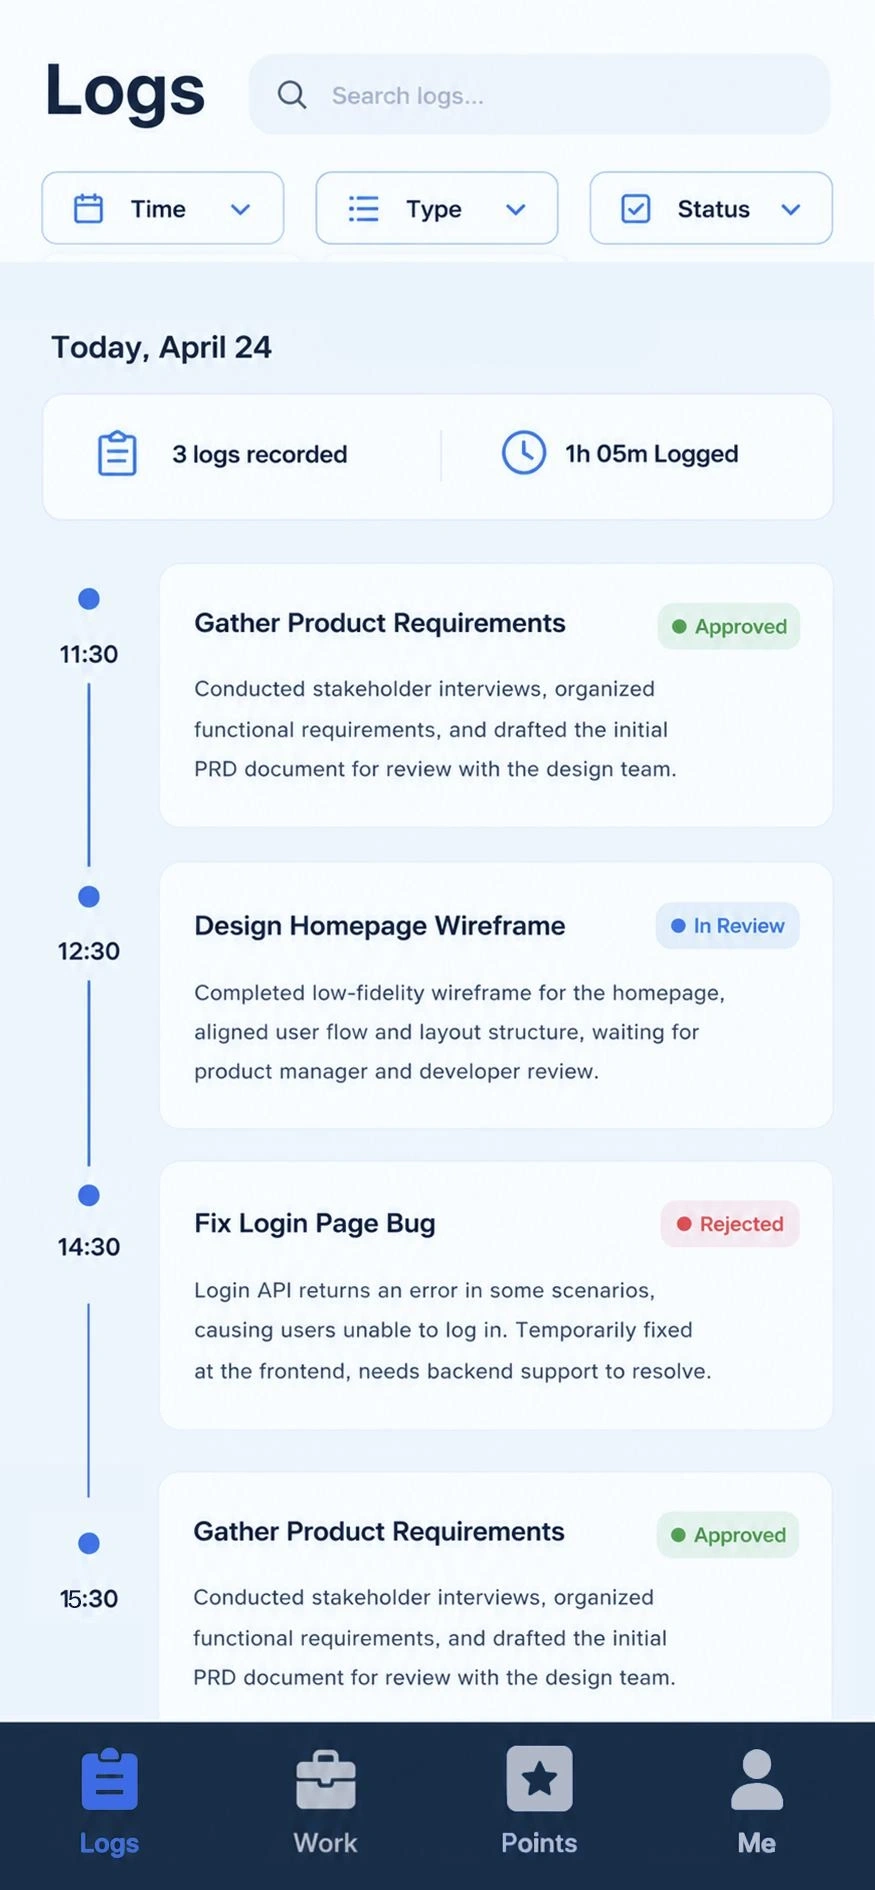 Logs
Search logs...
Time
Type
Status
Today, April 24
3 logs recorded
1h 05m Logged
Gather Product Requirements
Approved
11:30
Conducted stakeholder interviews, organized
functional requirements, and drafted the initial
PRD document for review with the design team.
Design Homepage Wireframe
In Review
12:30
Completed low-fidelity wireframe for the homepage,
aligned user flow and layout structure, waiting for
product manager and developer review.
Fix Login Page Bug
Rejected
14:30
Login API returns an error in some scenarios,
causing users unable to log in. Temporarily fixed
at the frontend, needs backend support to resolve.
Gather Product Requirements
Approved
15:30
Conducted stakeholder interviews, organized
functional requirements, and drafted the initial
PRD document for review with the design team.
Logs
Work
Points
Me